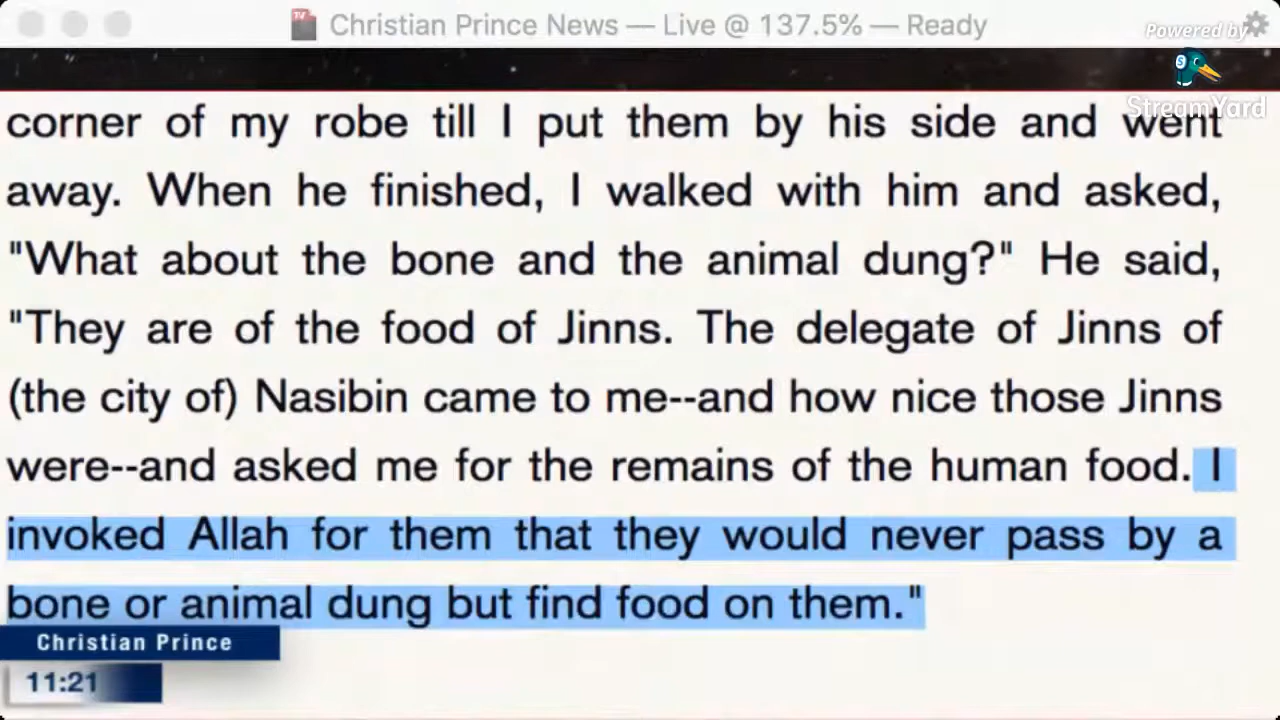 Christian Prince News — Live @ 137.5% — Ready
Powered by
StreamYard
corner of my robe till I put them by his side and went
away. When he finished, I walked with him and asked,
"What about the bone and the animal dung?" He said,
"They are of the food of Jinns. The delegate of Jinns of
(the city of) Nasibin came to me--and how nice those Jinns
were--and asked me for the remains of the human food. I
invoked Allah for them that they would never pass by a
bone or animal dung but find food on them."
Christian Prince
11:21